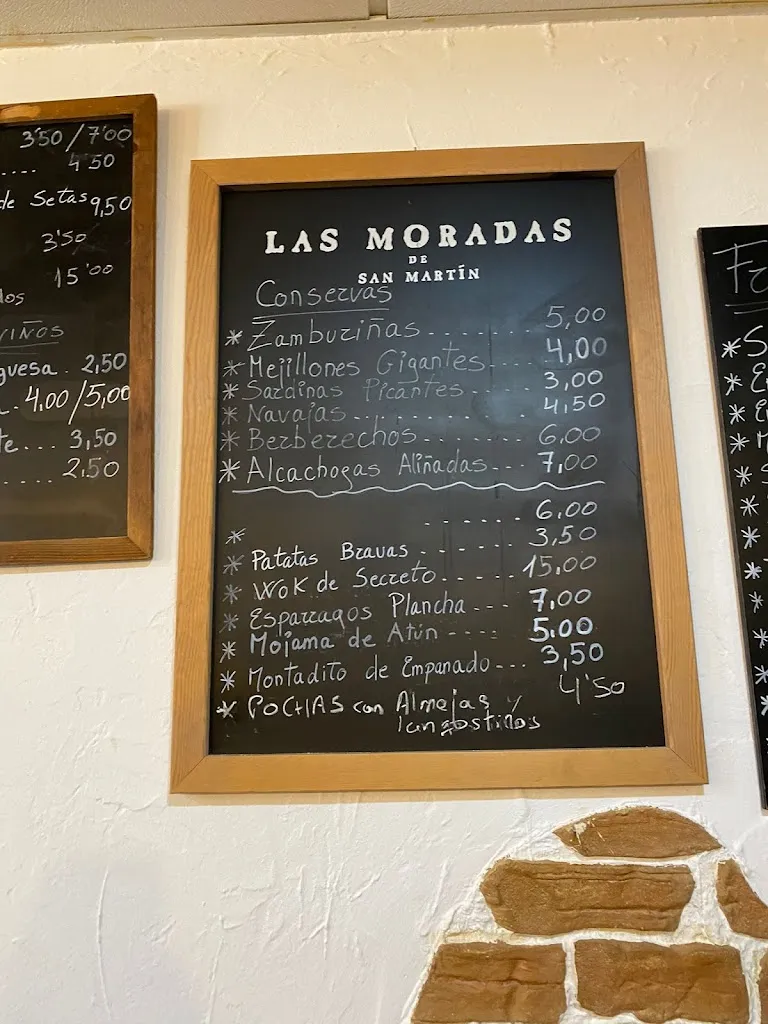 3'50/7'00
.... 4'50
de Setas 9,50
3'50
15'00
dos
VIÑOS
guesa . 2,50
4.00/5,00
te... 3,50
.... 2.50
LAS MORADAS
DE
SAN MARTÍN
Conservas
* Zamburiñas........ 5,00
* Mejillones Gigantes..... 4,00
* Sardinas Picantes...... 3,00
* Navajas........ 4,50
* Berberechos..... 6,00
* Alcachogas Aliñadas... 7,00
* ...... 6,00
* Patatas Bravas ..... 3,50
* Wok de Secreto..... 15,00
* Esparragos Plancha... 7,00
* Mojama de Atún .... 5.00
* Montadito de Empanado... 3,50
* POCHAS con Almejas y 4'50
langostinos
Fr
* S
* E
* E
* M